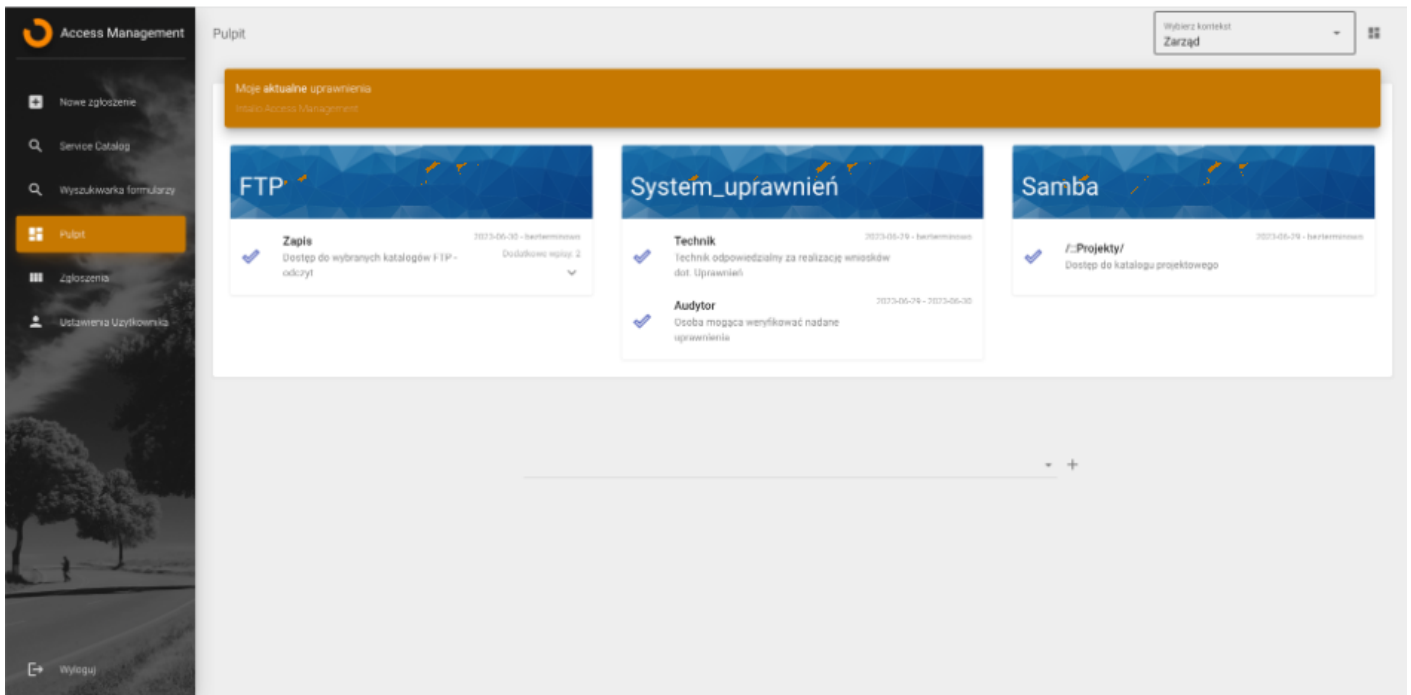 Access Management
Nowe zgłoszenie
Service Catalog
Wyszukiwarka formularzy
Pulpit
Zgłoszenia
Ustawienia Użytkownika
Wyloguj
Pulpit
Wybierz kontekst
Zarząd
Moje aktualne uprawnienia
Intalio Access Management
FTP
Zapis
2023-06-30 - bezterminowo
Dostęp do wybranych katalogów FTP -
odczyt
Dodatkowe wpisy: 2
System_uprawnień
Technik
2023-06-29 - bezterminowo
Technik odpowiedzialny za realizację wniosków
dot. Uprawnień
Audytor
2023-06-29 - 2023-06-30
Osoba mogąca weryfikować nadane
uprawnienia
Samba
/::Projekty/
2023-06-29 - bezterminowo
Dostęp do katalogu projektowego